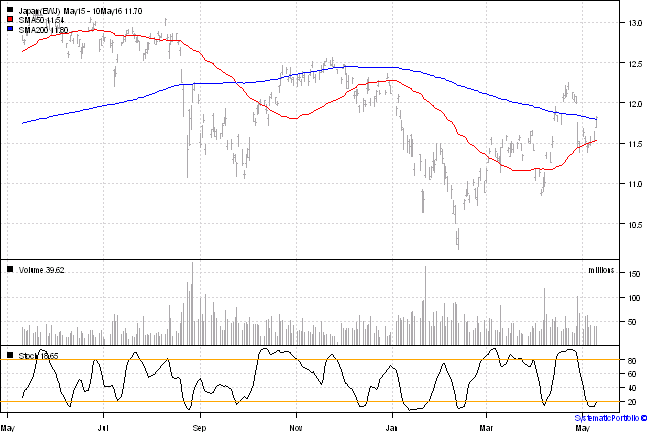 Japan (EWJ) May15 - 10May16 11.70
SMA50 11.54
SMA200 11.80
13.0
12.5
12.0
11.5
11.0
10.5
Volume 39.62
millions
150
100
50
Stoch 18.65
80
60
40
20
May Jul Sep Nov Jan Mar May
SystematicPortfolio ©